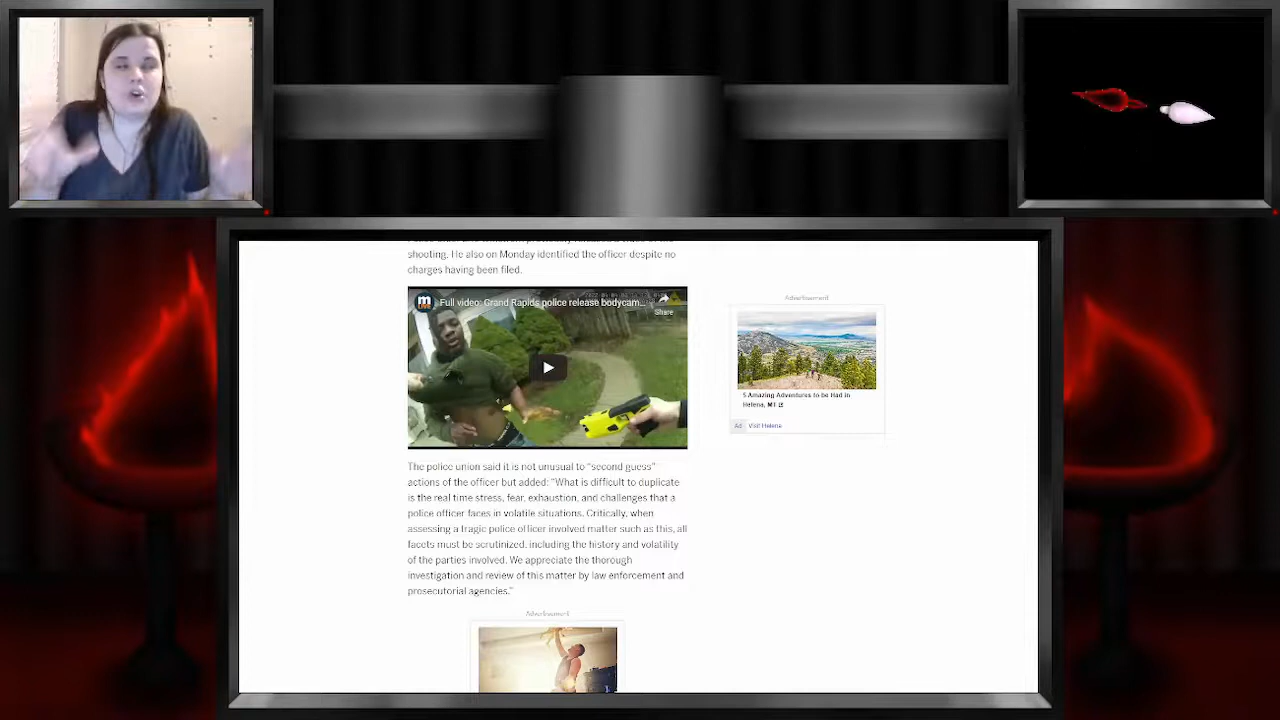 shooting. He also on Monday identified the officer despite no
charges having been filed.
m
LIVE
Full video: Grand Rapids police release bodycam...
Share
The police union said it is not unusual to “second guess”
actions of the officer but added: “What is difficult to duplicate
is the real time stress, fear, exhaustion, and challenges that a
police officer faces in volatile situations. Critically, when
assessing a tragic police officer involved matter such as this, all
facets must be scrutinized, including the history and volatility
of the parties involved. We appreciate the thorough
investigation and review of this matter by law enforcement and
prosecutorial agencies.”
Advertisement
Advertisement
5 Amazing Adventures to be Had in
Helena, MT
Ad
Visit Helena